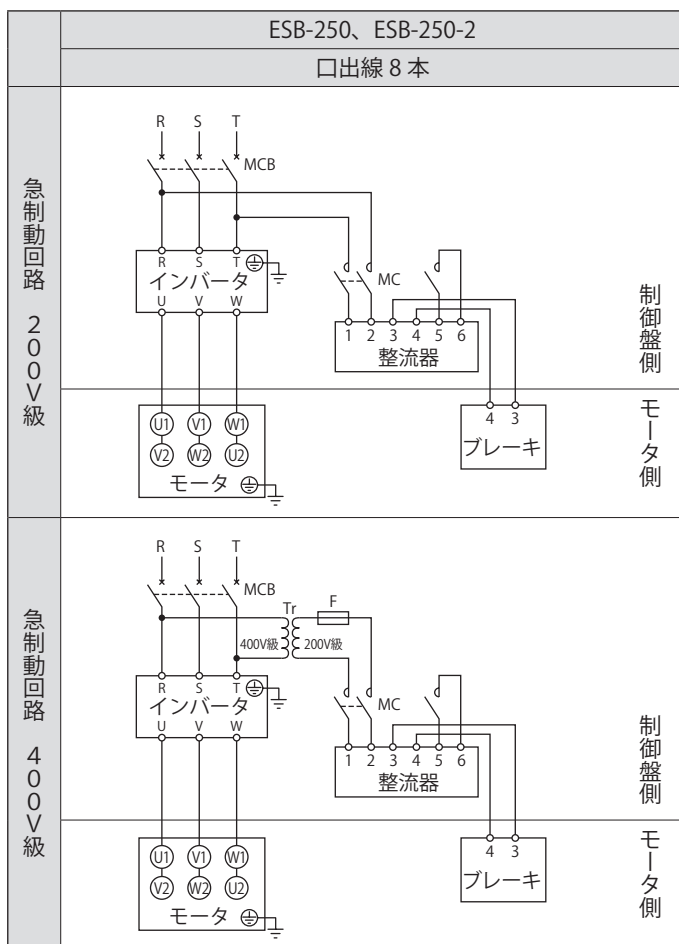 ESB-250、ESB-250-2
口出線 8 本
急制動回路 200V級
R S T
MCB
R S T
インバータ
U V W
MC
1 2 3 4 5 6
整流器
制御盤側
U1 V1 W1
V2 W2 U2
モータ
4 3
ブレーキ
モータ側
急制動回路 400V級
R S T
MCB
Tr F
400V級 200V級
R S T
インバータ
U V W
MC
1 2 3 4 5 6
整流器
制御盤側
U1 V1 W1
V2 W2 U2
モータ
4 3
ブレーキ
モータ側